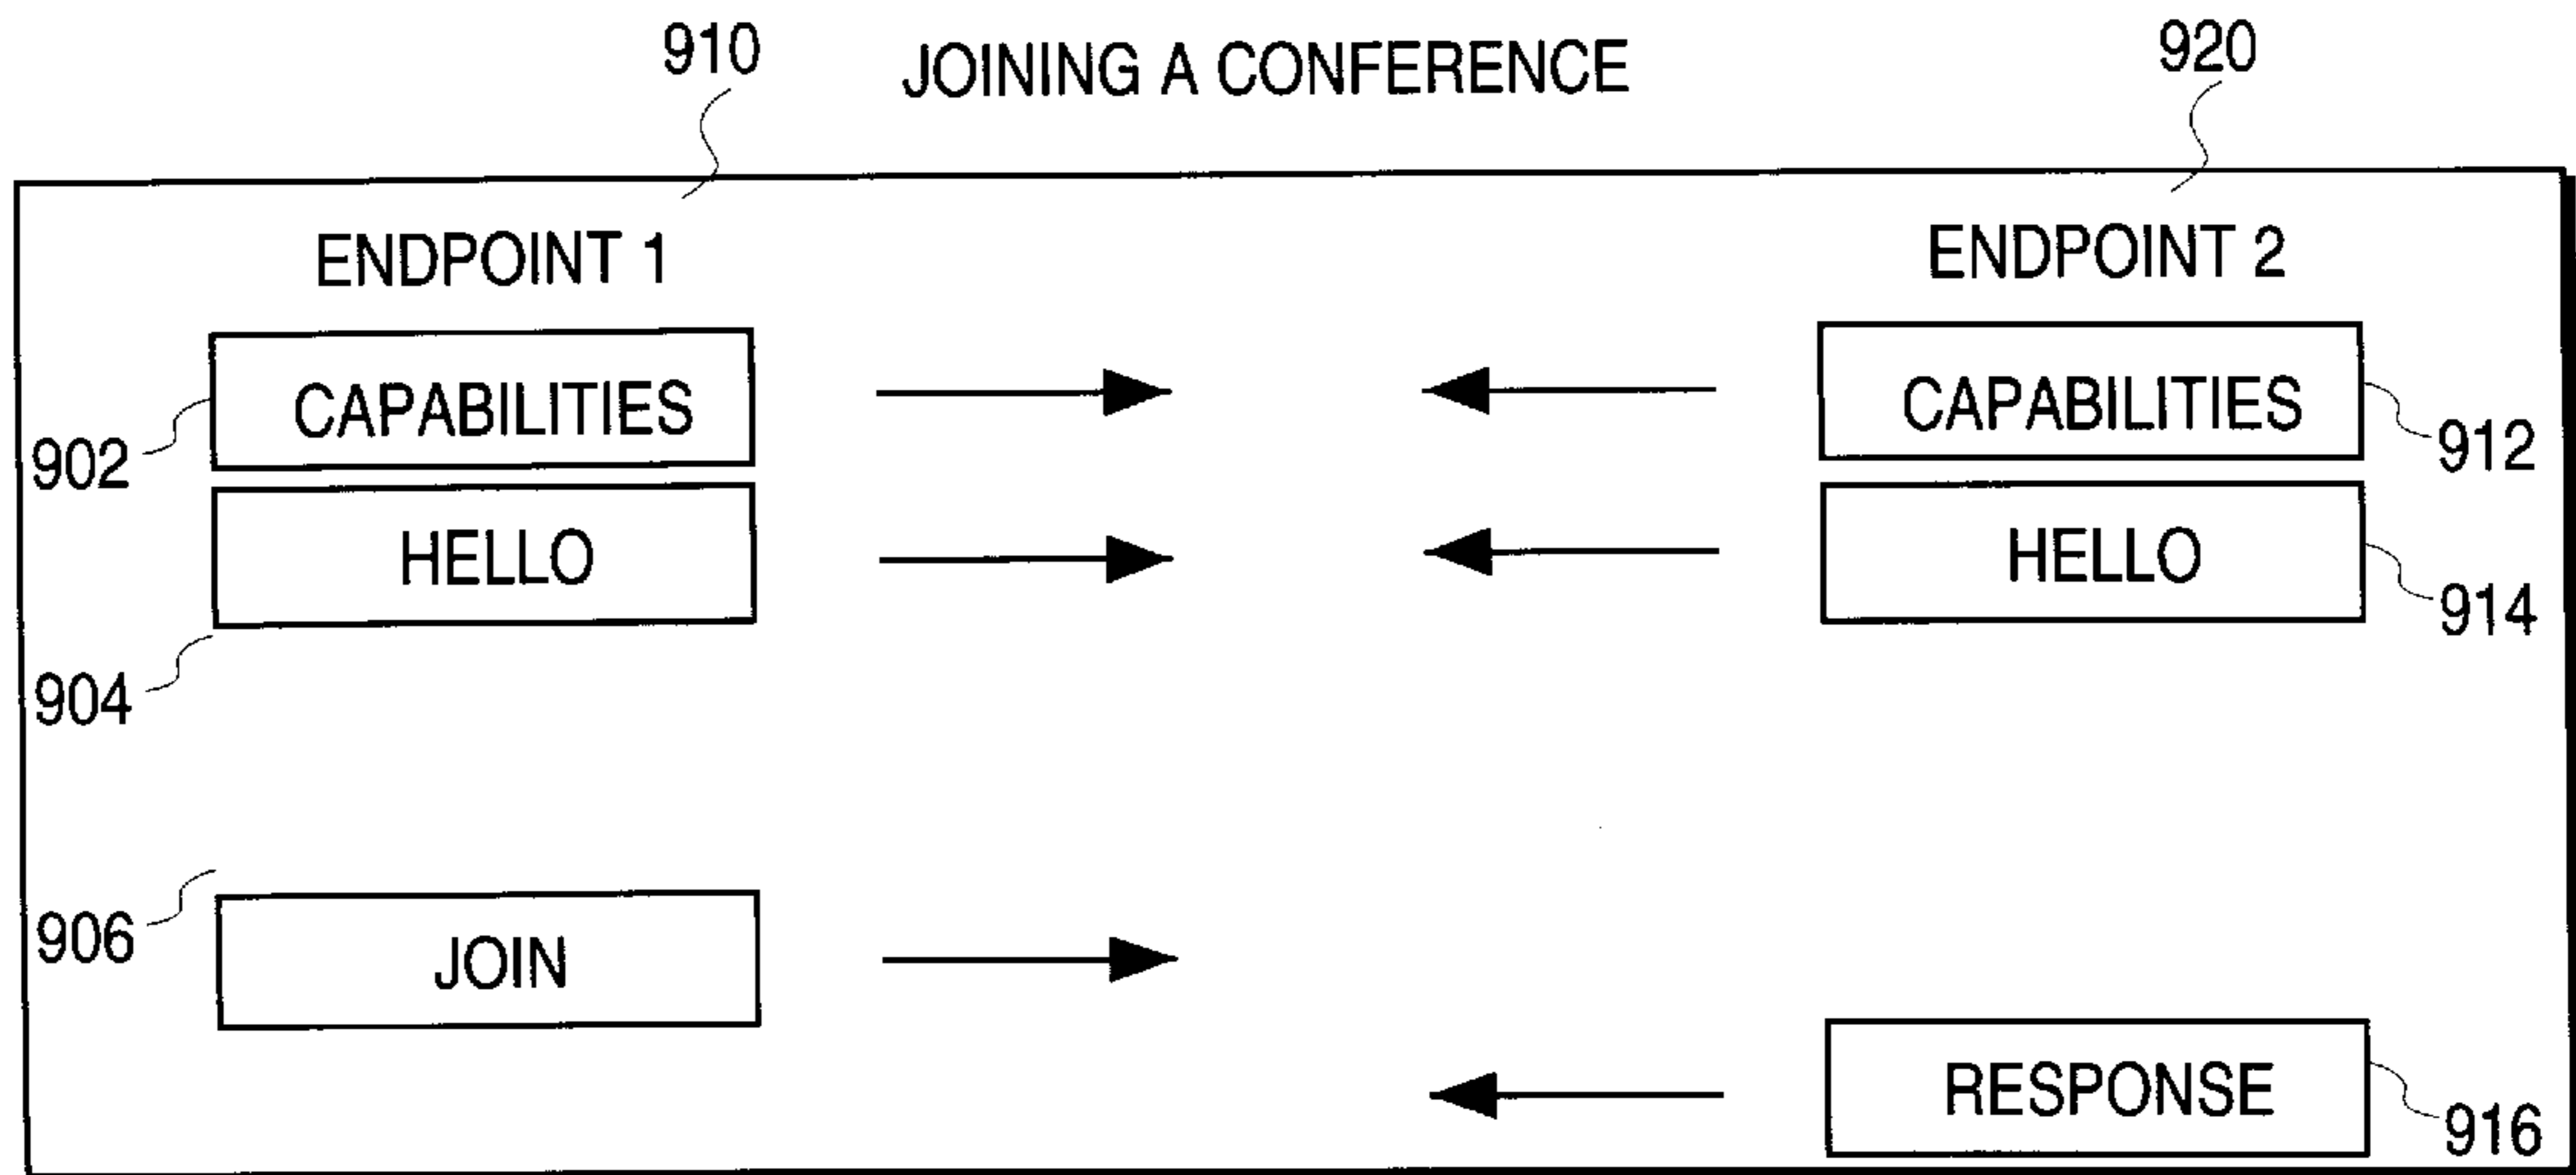 910 JOINING A CONFERENCE 920
ENDPOINT 1 ENDPOINT 2
CAPABILITIES CAPABILITIES
902 912
HELLO HELLO
914
904
906 JOIN
RESPONSE
916